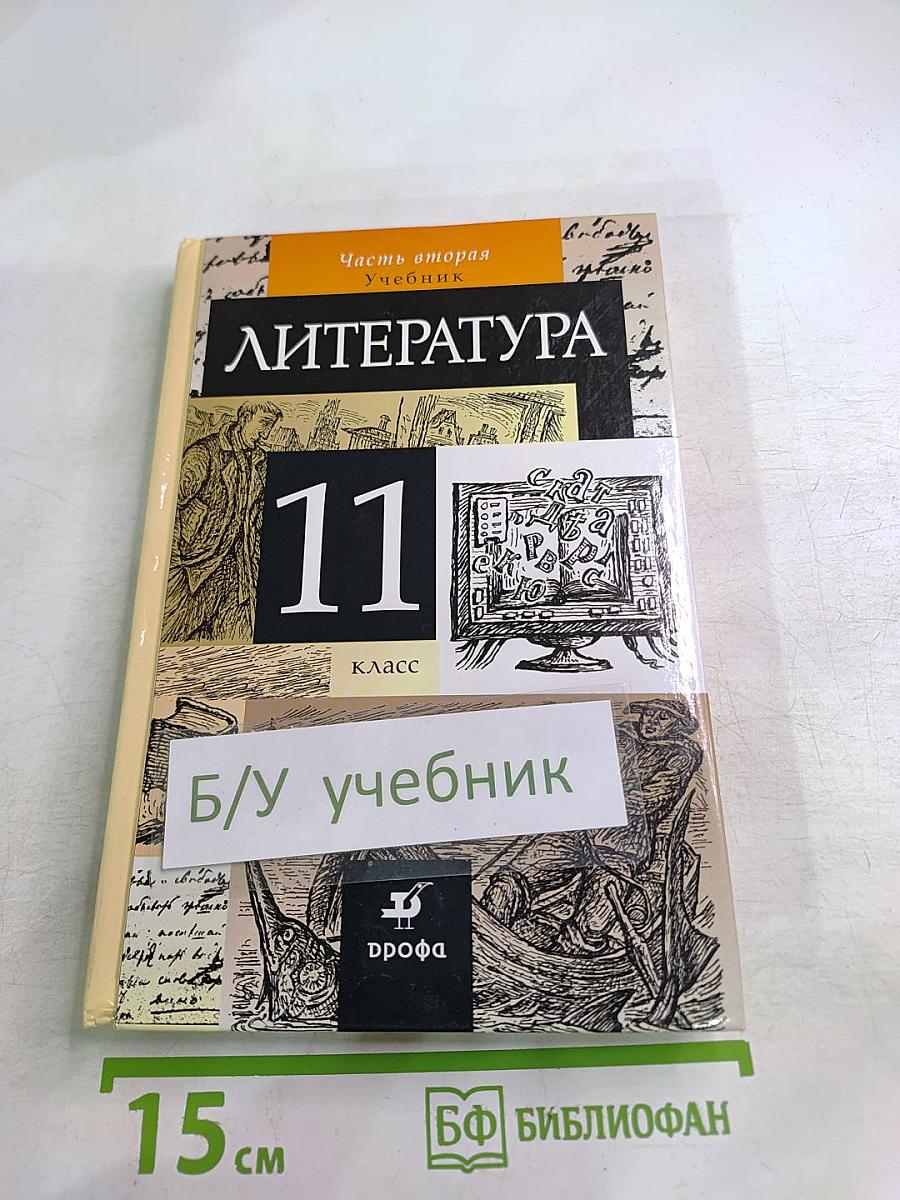 Часть вторая
Учебник
ЛИТЕРАТУРА
11
класс
Б/У учебник
дрофа
15 см
БФ БИБЛИОФАН